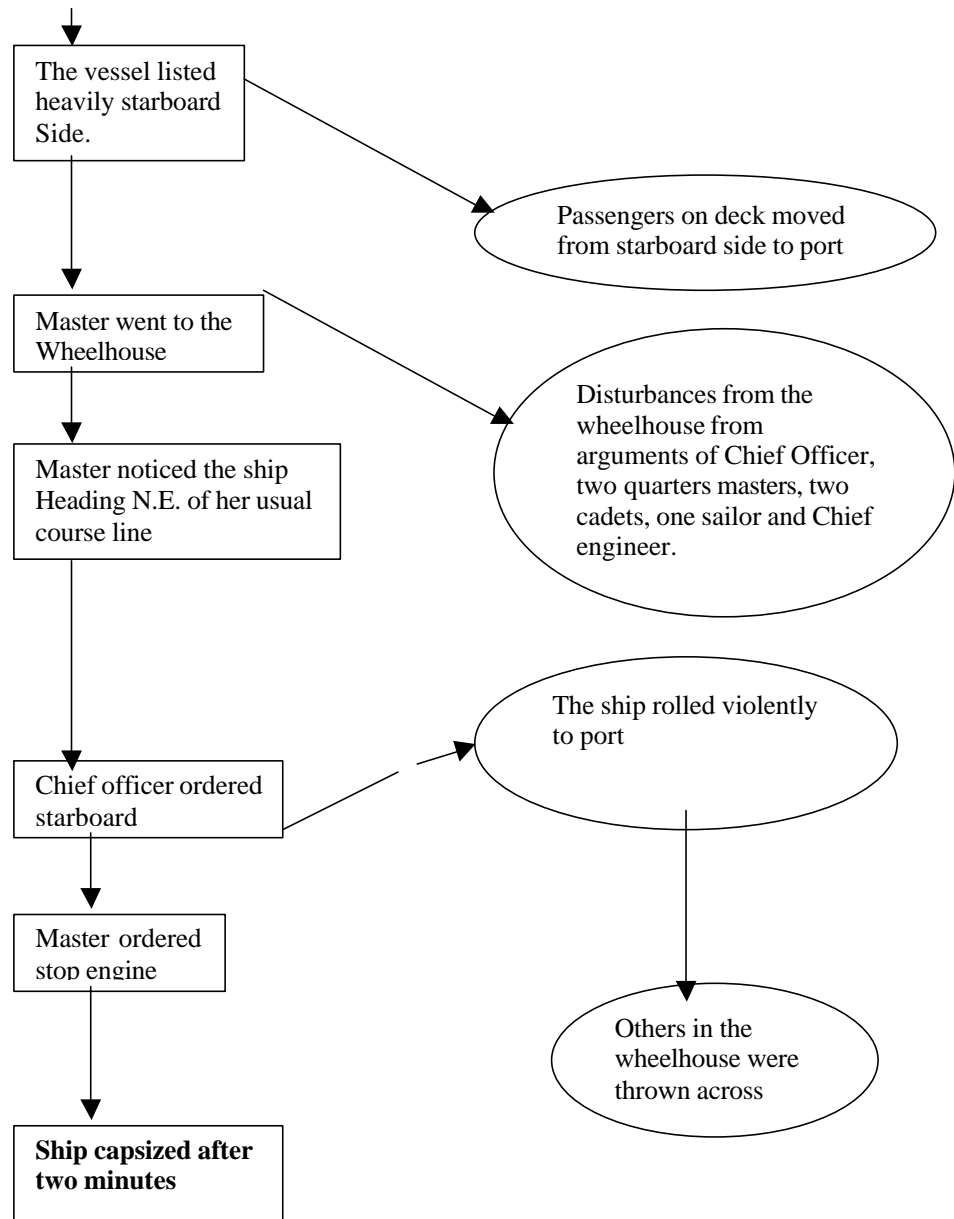 The vessel listed
heavily starboard
Side.
Passengers on deck moved
from starboard side to port
Master went to the
Wheelhouse
Disturbances from the
wheelhouse from
arguments of Chief Officer,
two quarters masters, two
cadets, one sailor and Chief
engineer.
Master noticed the ship
Heading N.E. of her usual
course line
The ship rolled violently
to port
Chief officer ordered
starboard
Master ordered
stop engine
Others in the
wheelhouse were
thrown across
Ship capsized after
two minutes